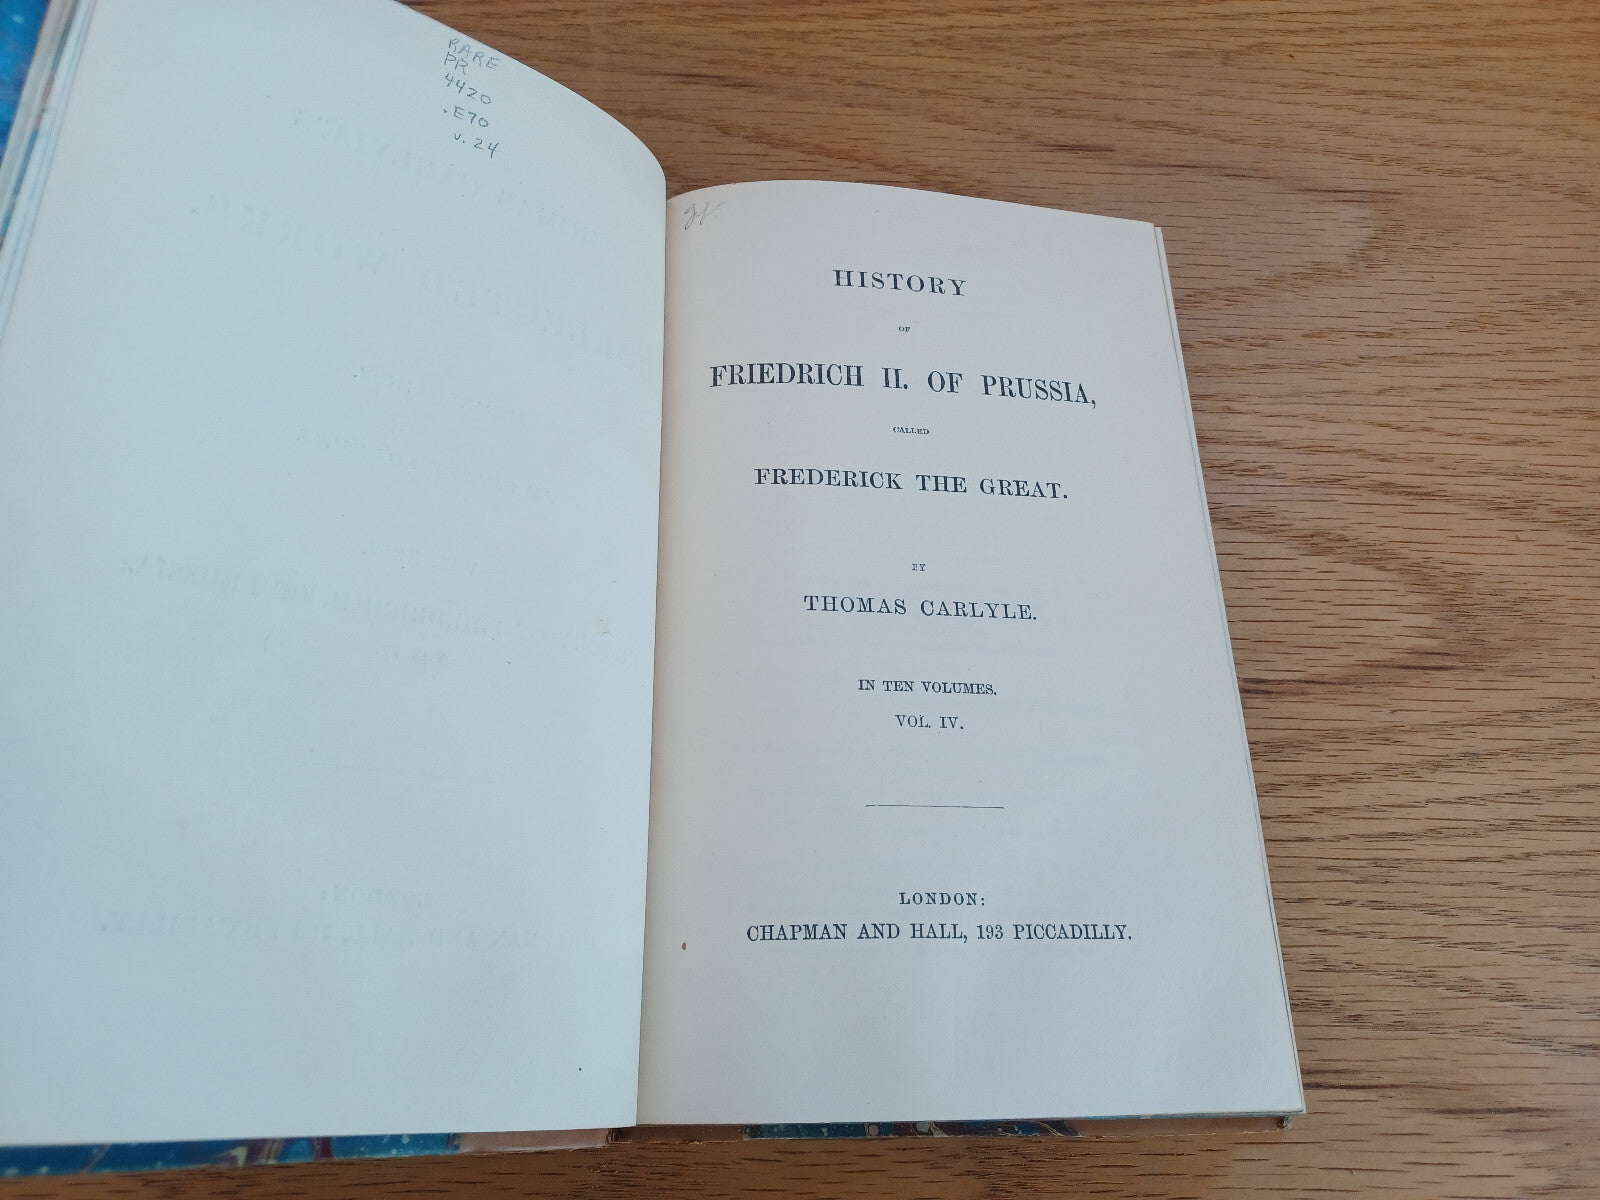 RARE
PR
4420
.E70
v. 24
gift
HISTORY
OF
FRIEDRICH II. OF PRUSSIA,
CALLED
FREDERICK THE GREAT.
BY
THOMAS CARLYLE.
IN TEN VOLUMES.
VOL. IV.
LONDON:
CHAPMAN AND HALL, 193 PICCADILLY.